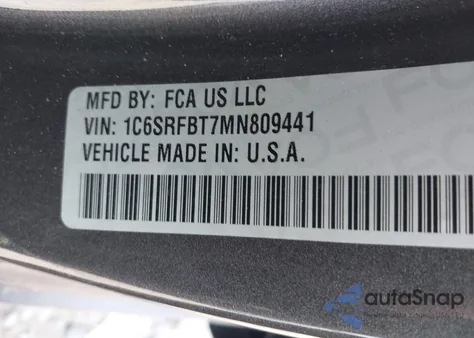 MFD BY: FCA US LLC
VIN: 1C6SRFBT7MN809441
VEHICLE MADE IN: U.S.A.
autoSnap